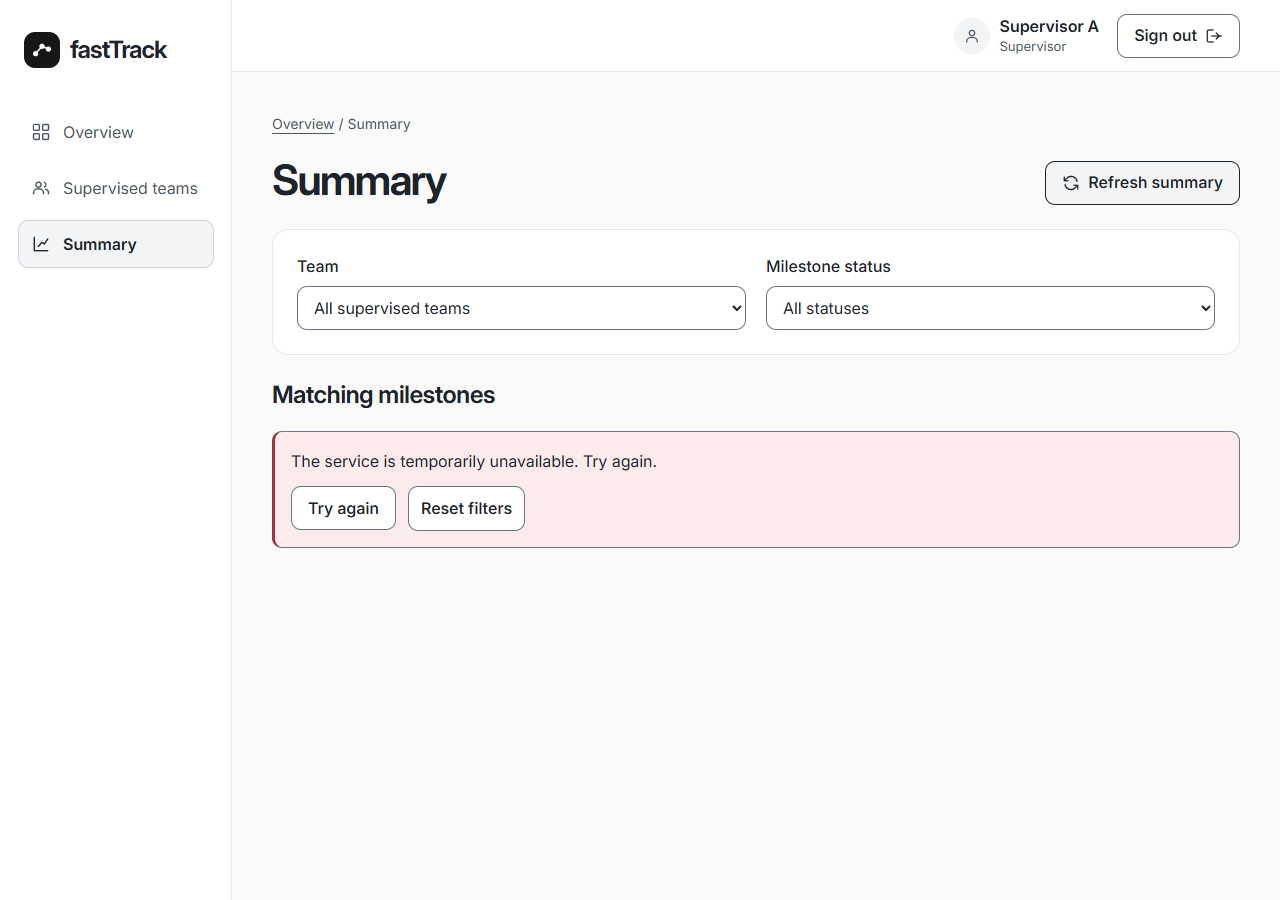 fastTrack
Supervisor A
Supervisor
Sign out
Overview
Supervised teams
Summary
Overview / Summary
Summary
Refresh summary
Team
Milestone status
All supervised teams
All statuses
Matching milestones
The service is temporarily unavailable. Try again.
Try again
Reset filters